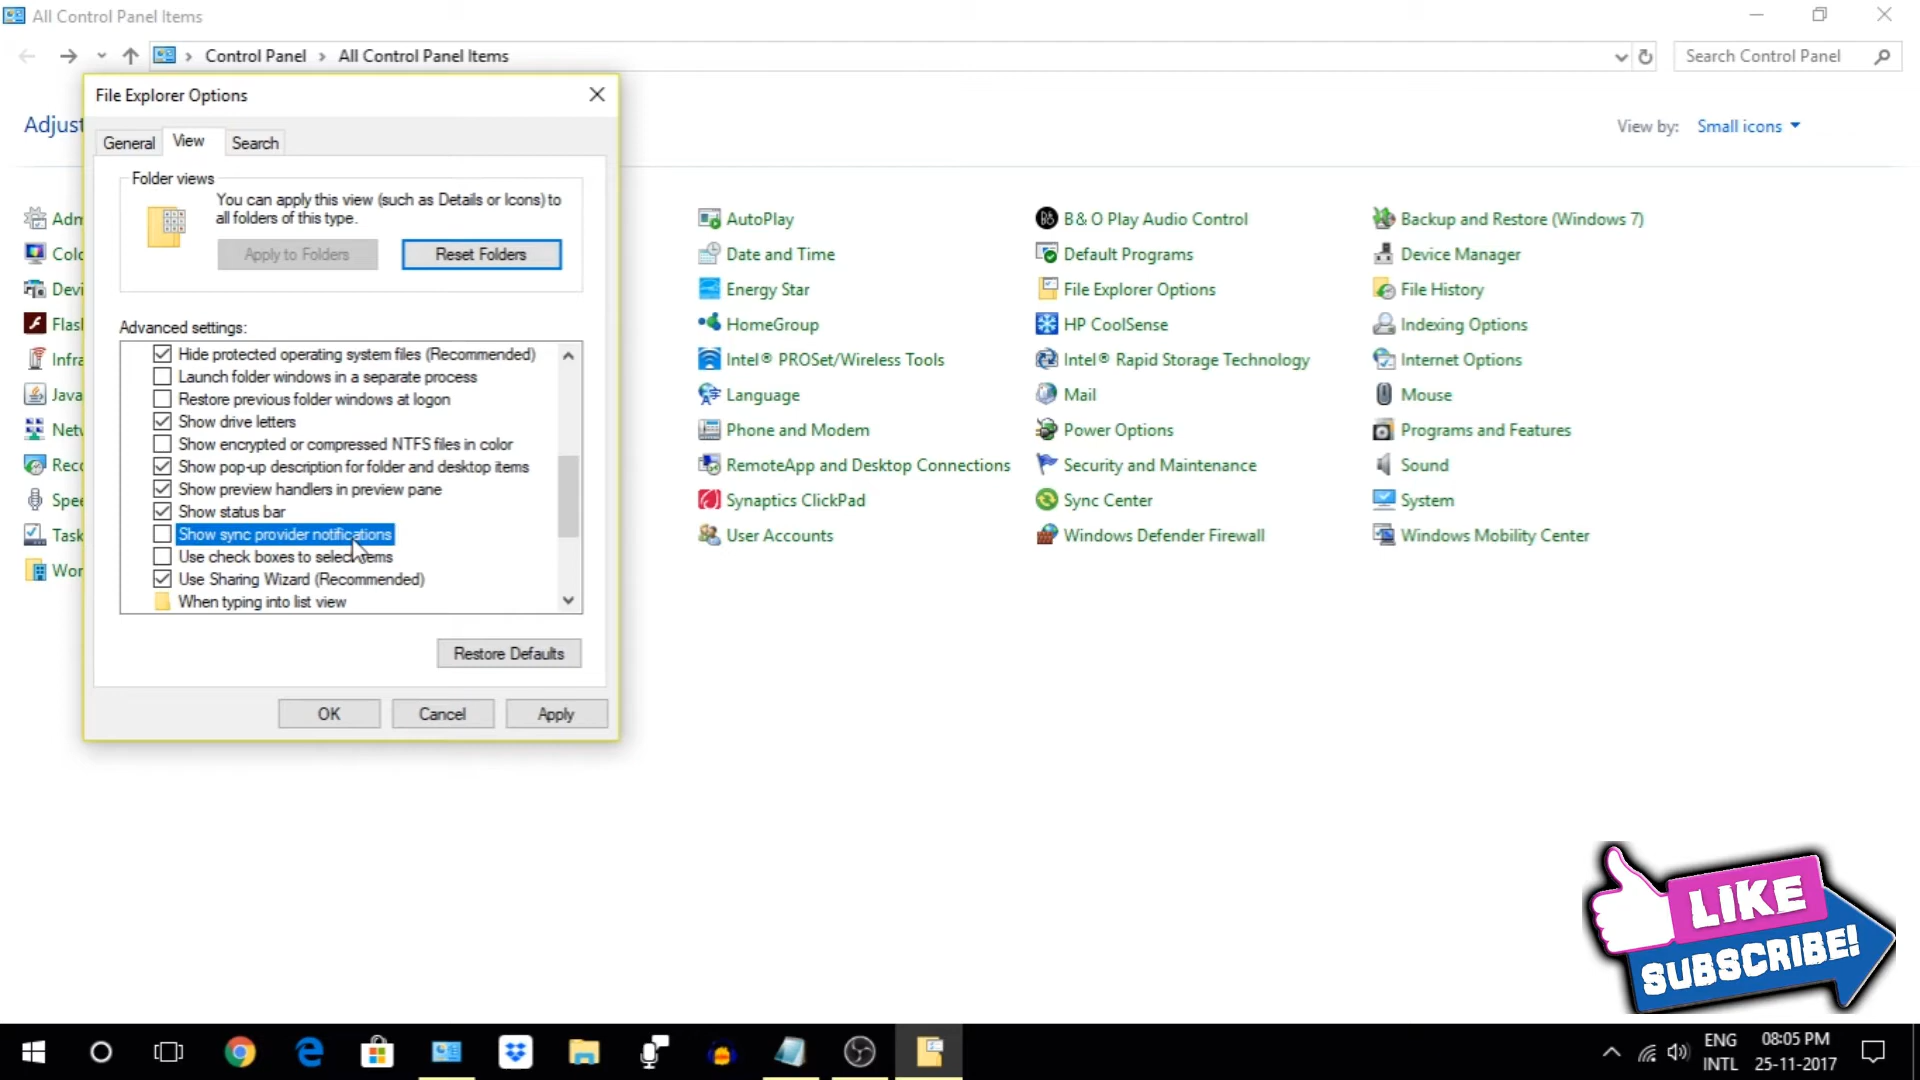 All Control Panel Items
Control Panel > All Control Panel Items
Search Control Panel
File Explorer Options
Adjust
View by: Small icons
General View Search
Folder views
You can apply this view (such as Details or Icons) to
all folders of this type.
Apply to Folders Reset Folders
Advanced settings:
Hide protected operating system files (Recommended)
Launch folder windows in a separate process
Restore previous folder windows at logon
Show drive letters
Show encrypted or compressed NTFS files in color
Show pop-up description for folder and desktop items
Show preview handlers in preview pane
Show status bar
Show sync provider notifications
Use check boxes to select items
Use Sharing Wizard (Recommended)
When typing into list view
Restore Defaults
OK Cancel Apply
Adm
Colo
Devi
Flash
Infra
Java
Netw
Reco
Spee
Task
Wor
AutoPlay
Date and Time
Energy Star
HomeGroup
Intel® PROSet/Wireless Tools
Language
Phone and Modem
RemoteApp and Desktop Connections
Synaptics ClickPad
User Accounts
B & O Play Audio Control
Default Programs
File Explorer Options
HP CoolSense
Intel® Rapid Storage Technology
Mail
Power Options
Security and Maintenance
Sync Center
Windows Defender Firewall
Backup and Restore (Windows 7)
Device Manager
File History
Indexing Options
Internet Options
Mouse
Programs and Features
Sound
System
Windows Mobility Center
LIKE
SUBSCRIBE!
ENG
INTL
08:05 PM
25-11-2017